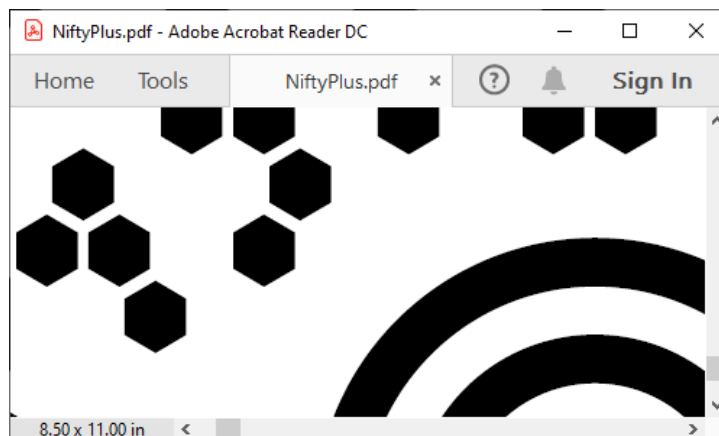 NiftyPlus.pdf - Adobe Acrobat Reader DC
Home Tools NiftyPlus.pdf × ? Sign In
8.50 x 11.00 in